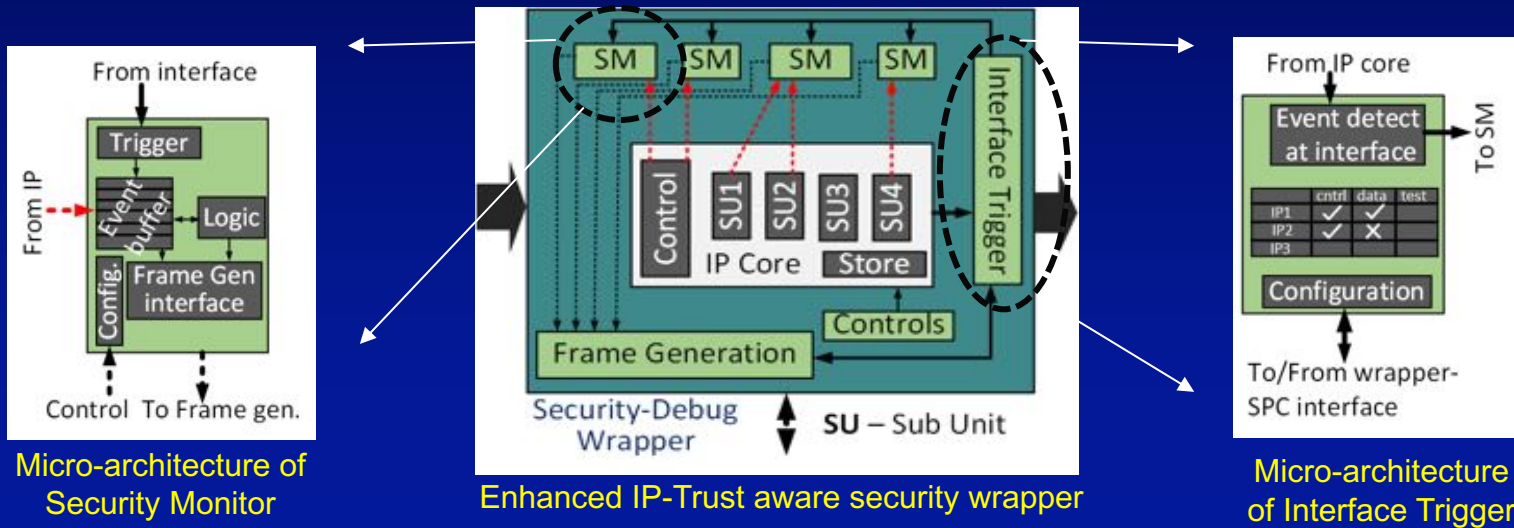 From interface
Trigger
From IP
Event
buffer
Logic
Config.
Frame Gen
interface
Control To Frame gen.
Micro-architecture of
Security Monitor
SM
SM
SM
SM
Interface Trigger
Control
SU1
SU2
SU3
SU4
IP Core
Store
Controls
Frame Generation
Security-Debug
Wrapper
SU – Sub Unit
Enhanced IP-Trust aware security wrapper
From IP core
Event detect
at interface
To SM
cntrl data test
IP1 ✓ ✓
IP2 ✓ ✕
IP3
Configuration
To/From wrapper-
SPC interface
Micro-architecture
of Interface Trigger